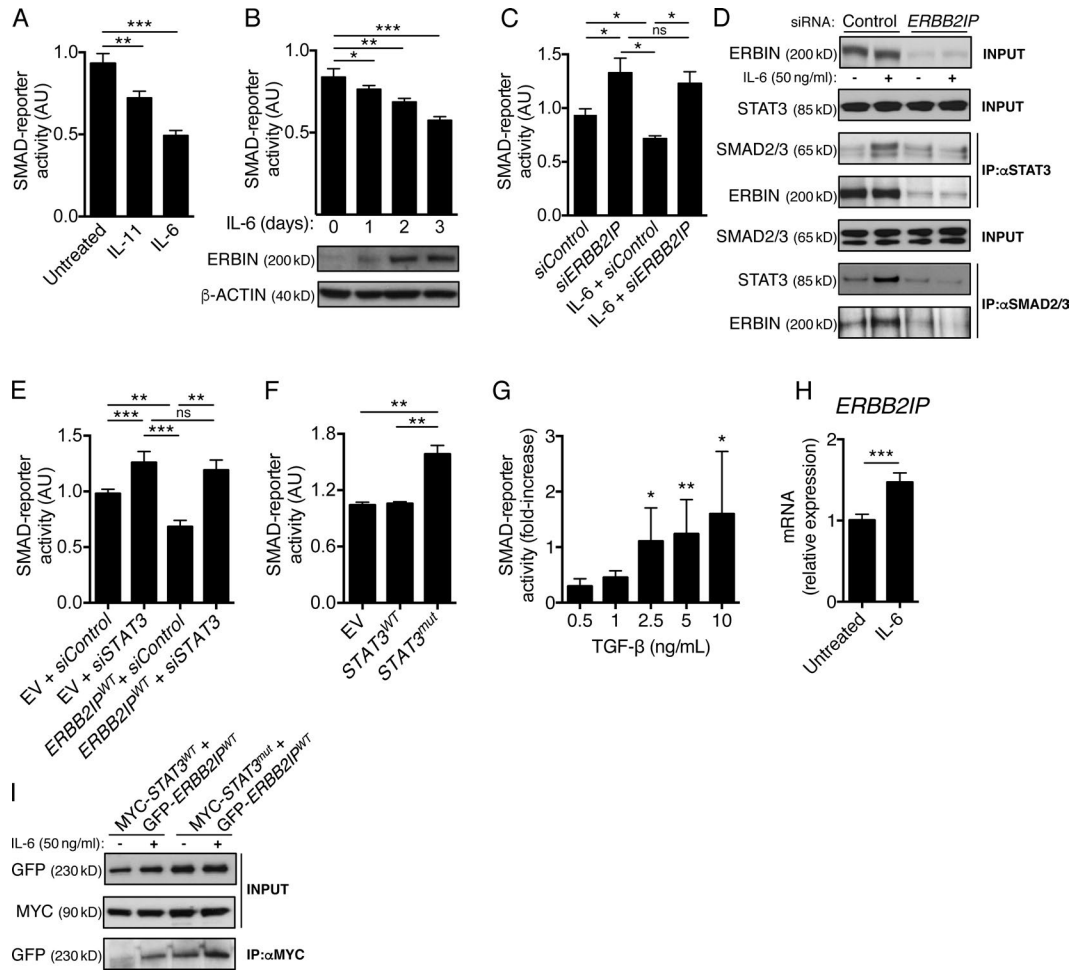 A
***
**
SMAD-reporter
activity (AU)
1.0
0.5
0.0
Untreated
IL-11
IL-6
B
***
**
*
SMAD-reporter
activity (AU)
1.0
0.5
0.0
IL-6 (days): 0 1 2 3
ERBIN (200 kD)
β-ACTIN (40 kD)
C
* *
* ns
*
SMAD-reporter
activity (AU)
1.5
1.0
0.5
0.0
siControl
siERBB2IP
IL-6 + siControl
IL-6 + siERBB2IP
D
siRNA: Control ERBB2IP
ERBIN (200 kD) INPUT
IL-6 (50 ng/ml): - + - +
STAT3 (85 kD) INPUT
SMAD2/3 (65 kD)
IP:αSTAT3
ERBIN (200 kD)
SMAD2/3 (65 kD) INPUT
STAT3 (85 kD)
IP:αSMAD2/3
ERBIN (200 kD)
E
** **
*** ns
***
SMAD-reporter
activity (AU)
1.5
1.0
0.5
0.0
EV + siControl
EV + siSTAT3
ERBB2IPWT + siControl
ERBB2IPWT + siSTAT3
F
**
**
SMAD-reporter
activity (AU)
1.8
1.2
0.6
0.0
EV
STAT3WT
STAT3mut
G
SMAD-reporter
activity (fold-increase)
3
2
1
0
* ** *
0.5 1 2.5 5 10
TGF-β (ng/mL)
H
ERBB2IP
***
mRNA
(relative expression)
2
1
0
Untreated
IL-6
I
MYC-STAT3WT +
GFP-ERBB2IPWT
MYC-STAT3mut +
GFP-ERBB2IPWT
IL-6 (50 ng/ml): - + - +
GFP (230 kD)
INPUT
MYC (90 kD)
GFP (230 kD) IP:αMYC